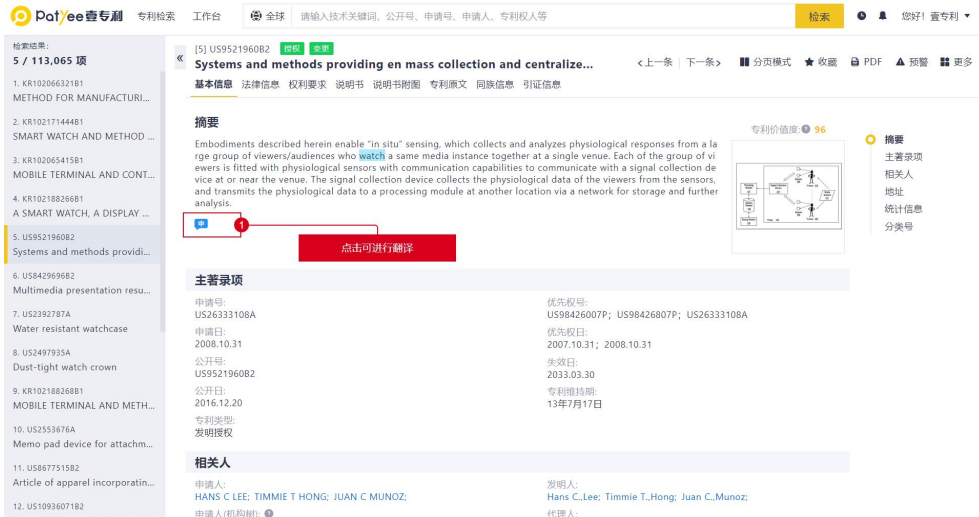 Patyee壹专利 专利检索 工作台 全球 请输入技术关键词、公开号、申请号、申请人、专利权人等 检索 您好！壹专利
检索结果:
5 / 113,065 项
1. KR102066321B1
METHOD FOR MANUFACTURI...
2. KR102171444B1
SMART WATCH AND METHOD ...
3. KR102065415B1
MOBILE TERMINAL AND CONT...
4. KR102188266B1
A SMART WATCH, A DISPLAY ...
5. US9521960B2
Systems and methods providi...
6. US8429696B2
Multimedia presentation resu...
7. US2392787A
Water resistant watchcase
8. US2497935A
Dust-tight watch crown
9. KR102188268B1
MOBILE TERMINAL AND METH...
10. US2553676A
Memo pad device for attachm...
11. US8677515B2
Article of apparel incorporatin...
12. US10936071B2
[5] US9521960B2 授权 变更
Systems and methods providing en mass collection and centralize...
<上一条 下一条> 分页模式 收藏 PDF 预警 更多
基本信息 法律信息 权利要求 说明书 说明书附图 专利原文 同族信息 引证信息
摘要
Embodiments described herein enable "in situ" sensing, which collects and analyzes physiological responses from a la
rge group of viewers/audiences who watch a same media instance together at a single venue. Each of the group of vi
ewers is fitted with physiological sensors with communication capabilities to communicate with a signal collection de
vice at or near the venue. The signal collection device collects the physiological data of the viewers from the sensors,
and transmits the physiological data to a processing module at another location via a network for storage and further
analysis.
申
1
点击可进行翻译
专利价值度: 96
摘要
主著录项
相关人
地址
统计信息
分类号
主著录项
申请号:
US26333108A
申请日:
2008.10.31
公开号:
US9521960B2
公开日:
2016.12.20
专利类型:
发明授权
优先权号:
US98426007P; US98426807P; US26333108A
优先权日:
2007.10.31; 2008.10.31
失效日:
2033.03.30
专利维持期:
13年7月17日
相关人
申请人:
HANS C LEE; TIMMIE T HONG; JUAN C MUNOZ;
申请人(机构树):
发明人:
Hans C.,Lee; Timmie T.,Hong; Juan C.,Munoz;
代理人: